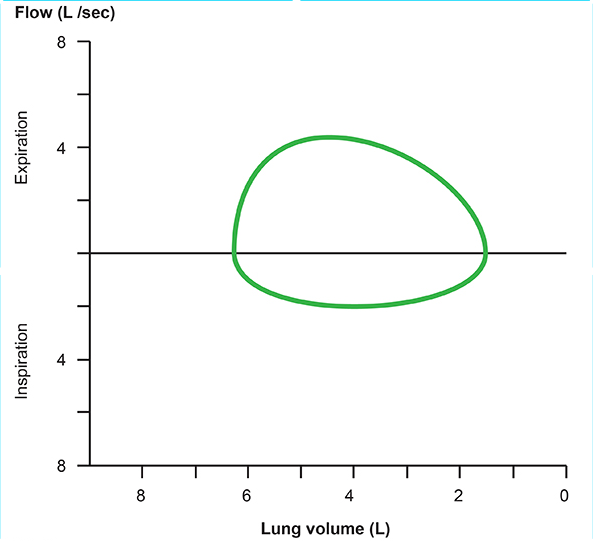 Flow (L /sec)
8
Expiration
4
Inspiration
4
8
8 6 4 2 0
Lung volume (L)